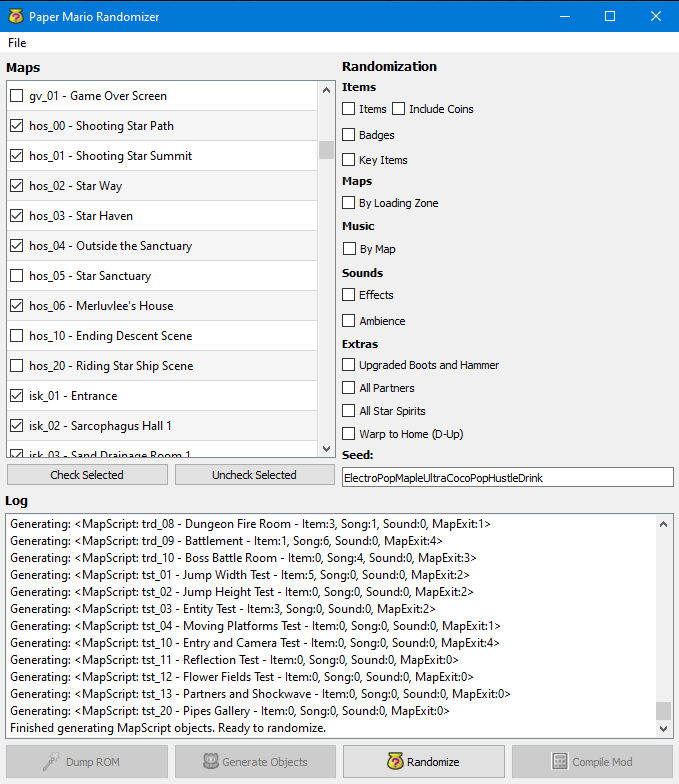 Paper Mario Randomizer
File
Maps
gv_01 - Game Over Screen
hos_00 - Shooting Star Path
hos_01 - Shooting Star Summit
hos_02 - Star Way
hos_03 - Star Haven
hos_04 - Outside the Sanctuary
hos_05 - Star Sanctuary
hos_06 - Merluvlee's House
hos_10 - Ending Descent Scene
hos_20 - Riding Star Ship Scene
isk_01 - Entrance
isk_02 - Sarcophagus Hall 1
isk_03 - Sand Drainage Room 1
Check Selected
Uncheck Selected
Randomization
Items
Items Include Coins
Badges
Key Items
Maps
By Loading Zone
Music
By Map
Sounds
Effects
Ambience
Extras
Upgraded Boots and Hammer
All Partners
All Star Spirits
Warp to Home (D-Up)
Seed:
ElectroPopMapleUltraCocoPopHustleDrink
Log
Generating: <MapScript: trd_08 - Dungeon Fire Room - Item:3, Song:1, Sound:0, MapExit:1>
Generating: <MapScript: trd_09 - Battlement - Item:1, Song:6, Sound:0, MapExit:4>
Generating: <MapScript: trd_10 - Boss Battle Room - Item:0, Song:4, Sound:0, MapExit:3>
Generating: <MapScript: tst_01 - Jump Width Test - Item:5, Song:0, Sound:0, MapExit:2>
Generating: <MapScript: tst_02 - Jump Height Test - Item:0, Song:0, Sound:0, MapExit:2>
Generating: <MapScript: tst_03 - Entity Test - Item:3, Song:0, Sound:0, MapExit:2>
Generating: <MapScript: tst_04 - Moving Platforms Test - Item:0, Song:0, Sound:0, MapExit:1>
Generating: <MapScript: tst_10 - Entry and Camera Test - Item:0, Song:0, Sound:0, MapExit:4>
Generating: <MapScript: tst_11 - Reflection Test - Item:0, Song:0, Sound:0, MapExit:0>
Generating: <MapScript: tst_12 - Flower Fields Test - Item:0, Song:0, Sound:0, MapExit:0>
Generating: <MapScript: tst_13 - Partners and Shockwave - Item:0, Song:0, Sound:0, MapExit:0>
Generating: <MapScript: tst_20 - Pipes Gallery - Item:0, Song:0, Sound:0, MapExit:0>
Finished generating MapScript objects. Ready to randomize.
Dump ROM
Generate Objects
Randomize
Compile Mod